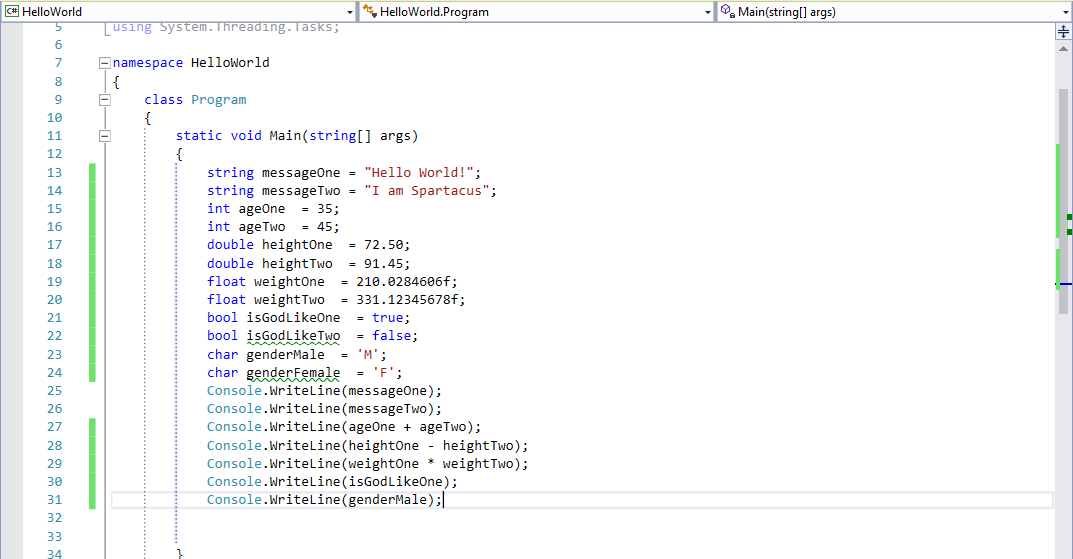 C# HelloWorld HelloWorld.Program Main(string[] args)
5 using System.Threading.Tasks;
6
7 namespace HelloWorld
8 {
9 class Program
10 {
11 static void Main(string[] args)
12 {
13 string messageOne = "Hello World!";
14 string messageTwo = "I am Spartacus";
15 int ageOne  = 35;
16 int ageTwo  = 45;
17 double heightOne  = 72.50;
18 double heightTwo  = 91.45;
19 float weightOne  = 210.0284606f;
20 float weightTwo  = 331.12345678f;
21 bool isGodLikeOne  = true;
22 bool isGodLikeTwo  = false;
23 char genderMale  = 'M';
24 char genderFemale  = 'F';
25 Console.WriteLine(messageOne);
26 Console.WriteLine(messageTwo);
27 Console.WriteLine(ageOne + ageTwo);
28 Console.WriteLine(heightOne - heightTwo);
29 Console.WriteLine(weightOne * weightTwo);
30 Console.WriteLine(isGodLikeOne);
31 Console.WriteLine(genderMale);
32
33
34 }